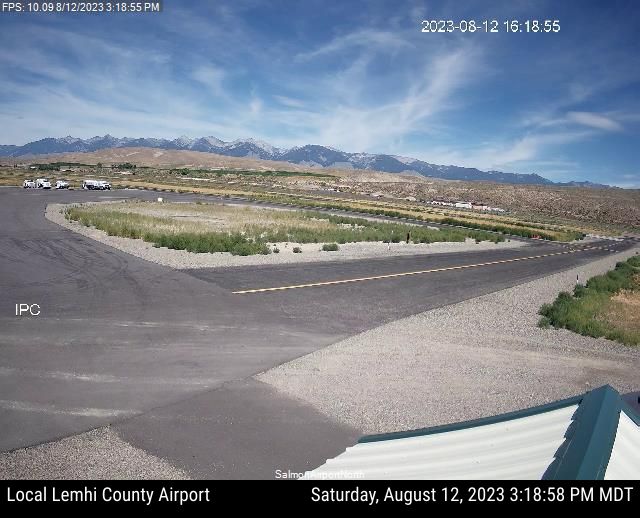 FPS: 10.09 8/12/2023 3:18:55 PM
2023-08-12 16:18:55
IPC
SalmonAirportNorth
Local Lemhi County Airport
Saturday, August 12, 2023 3:18:58 PM MDT